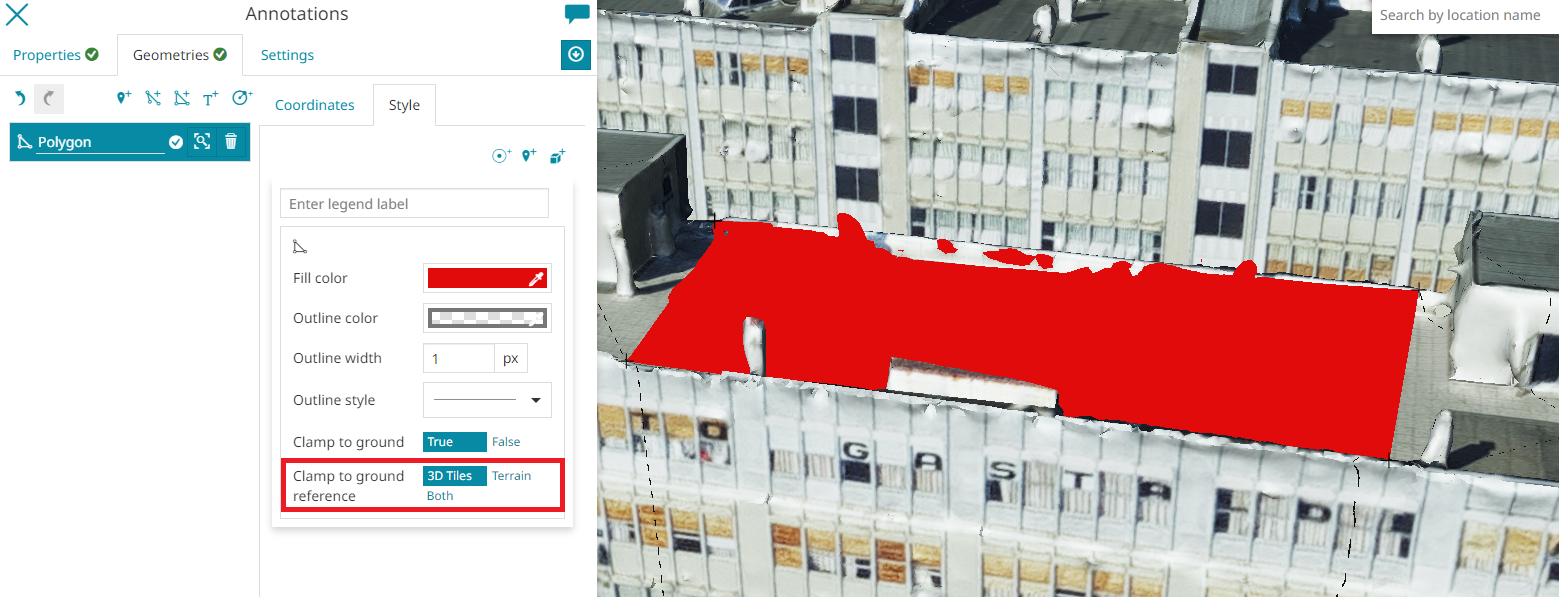 Annotations
Search by location name
Properties
Geometries
Settings
Coordinates
Style
T
Polygon
Enter legend label
Fill color
Outline color
Outline width
1
px
Outline style
Clamp to ground
True
False
Clamp to ground
reference
3D Tiles
Terrain
Both